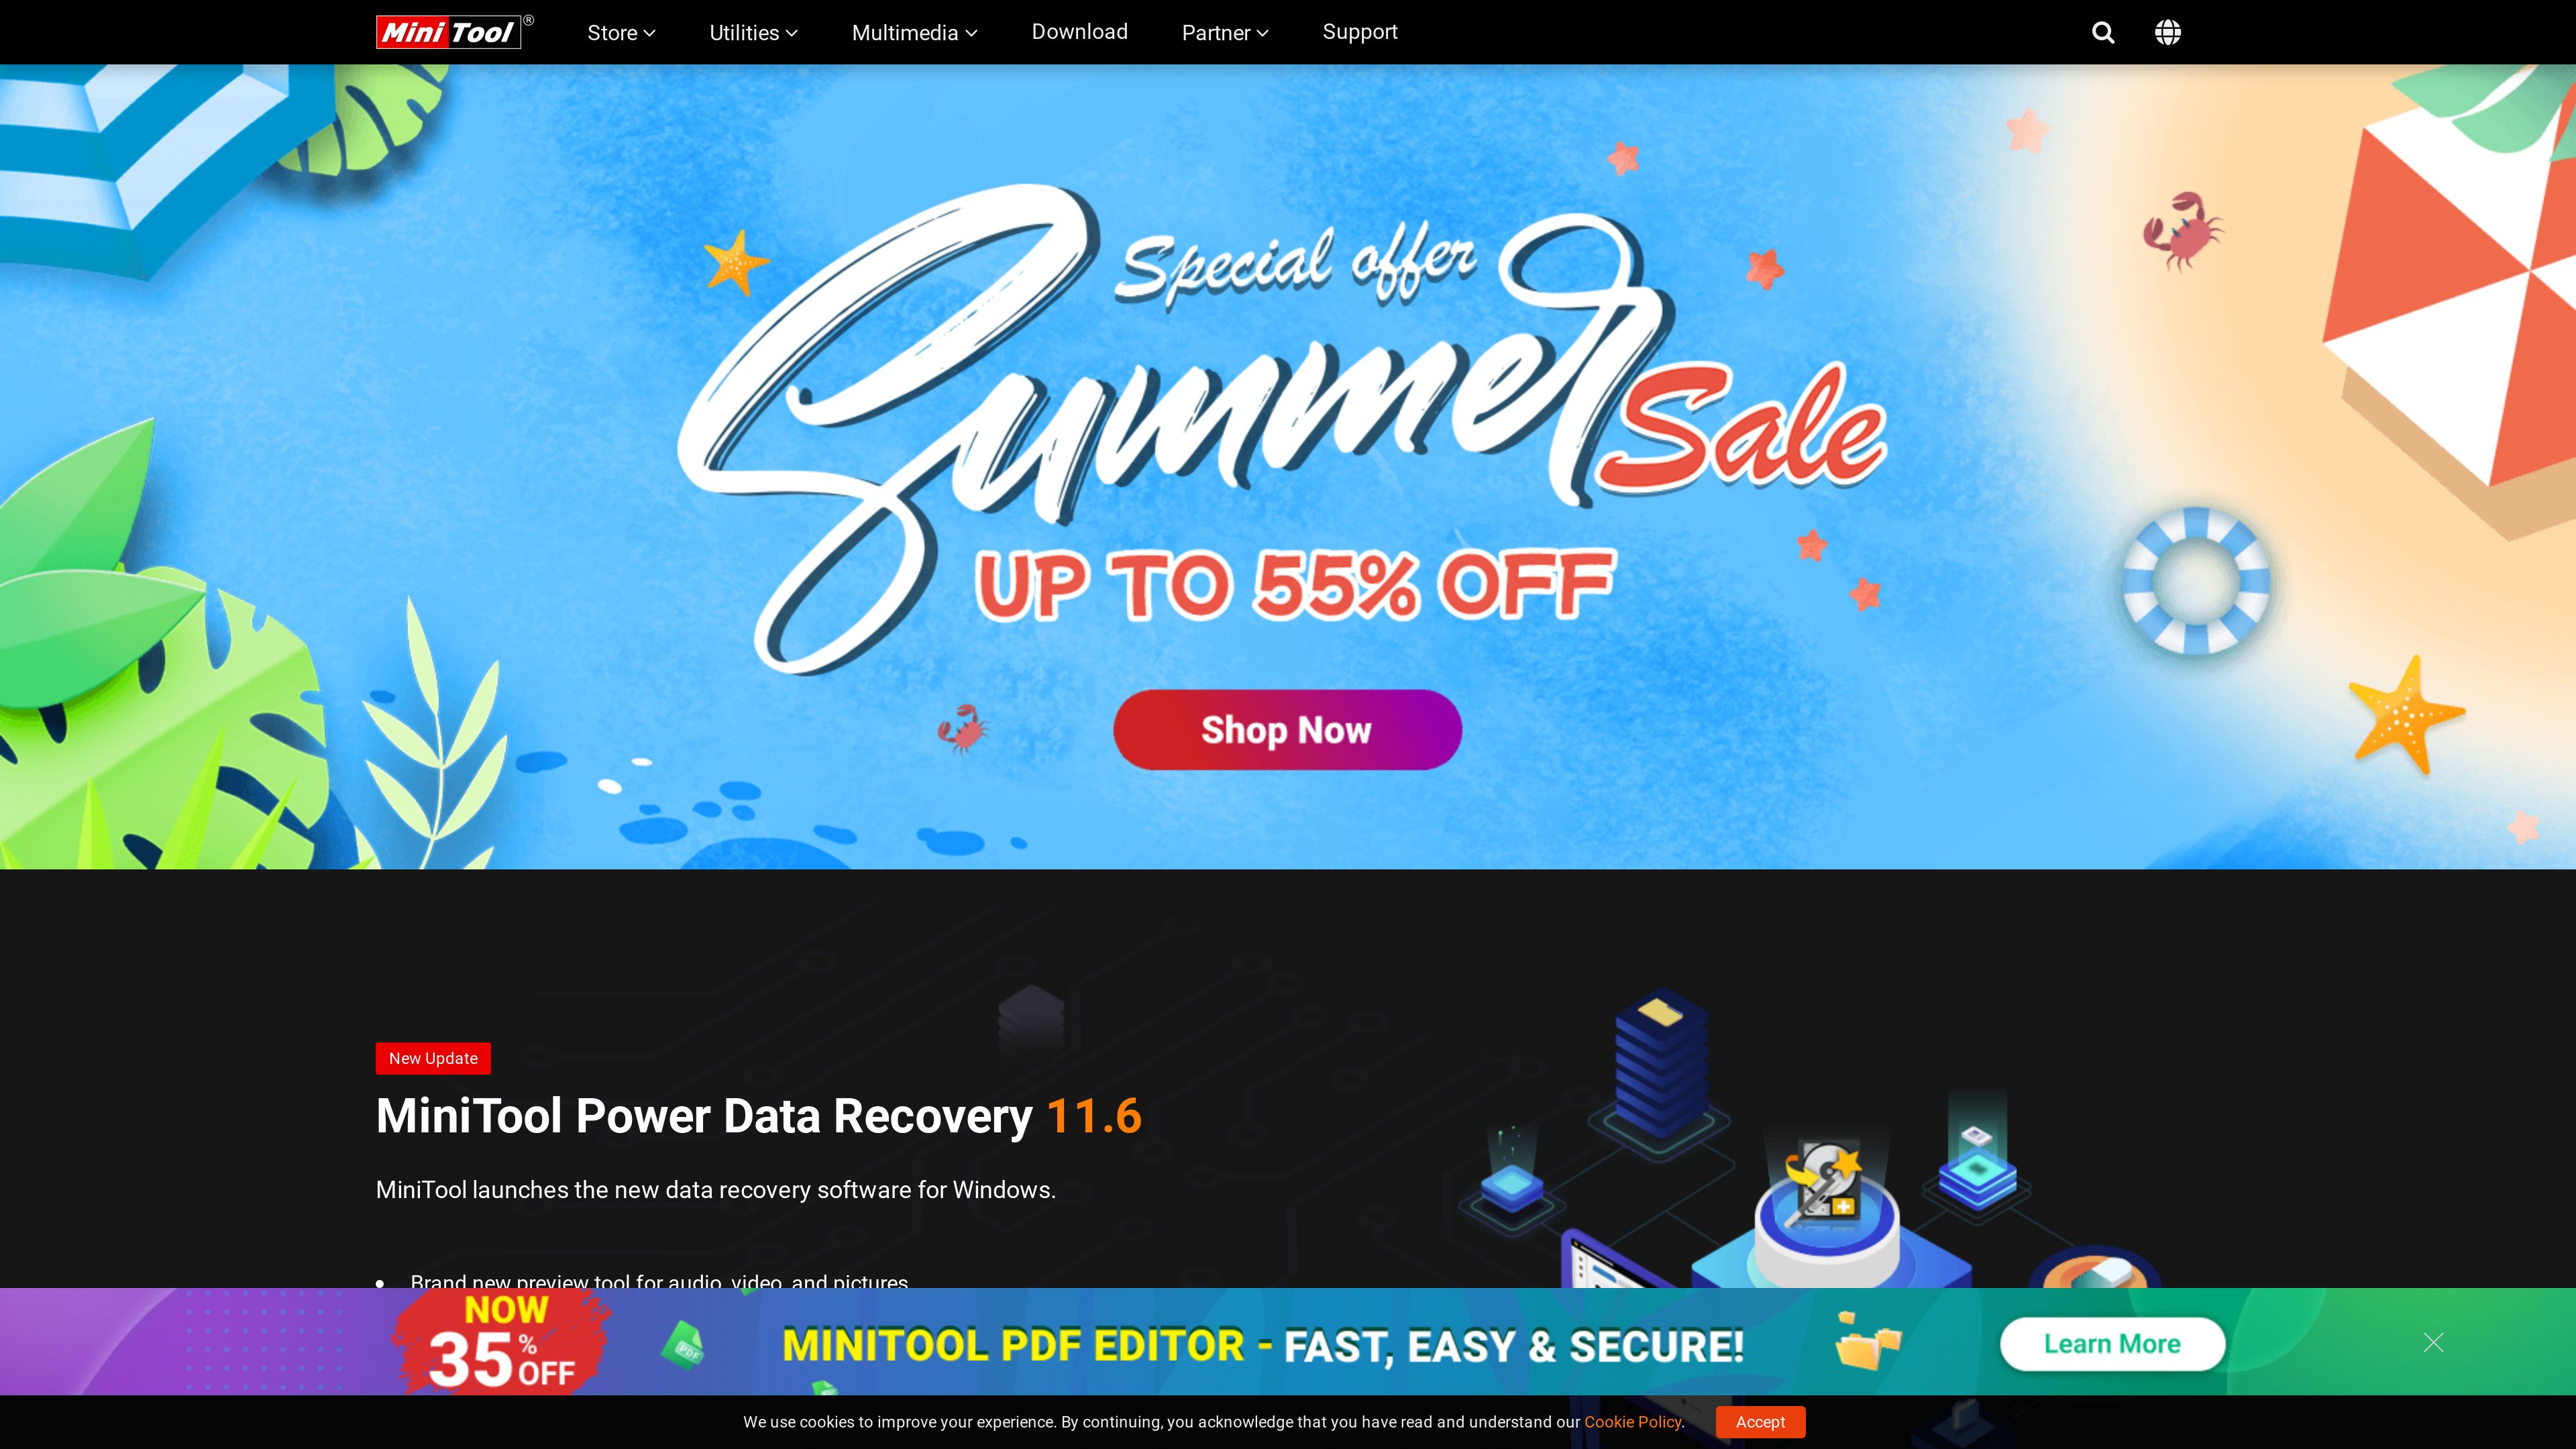 Mini Tool®
Store
Utilities
Multimedia
Download
Partner
Support
Special offer
Summer Sale
UP TO 55% OFF
Shop Now
New Update
MiniTool Power Data Recovery 11.6
MiniTool launches the new data recovery software for Windows.
Brand new preview tool for audio, video, and pictures
NOW
35% OFF
PDF
MINITOOL PDF EDITOR - FAST, EASY & SECURE!
Learn More
We use cookies to improve your experience. By continuing, you acknowledge that you have read and understand our Cookie Policy.
Accept